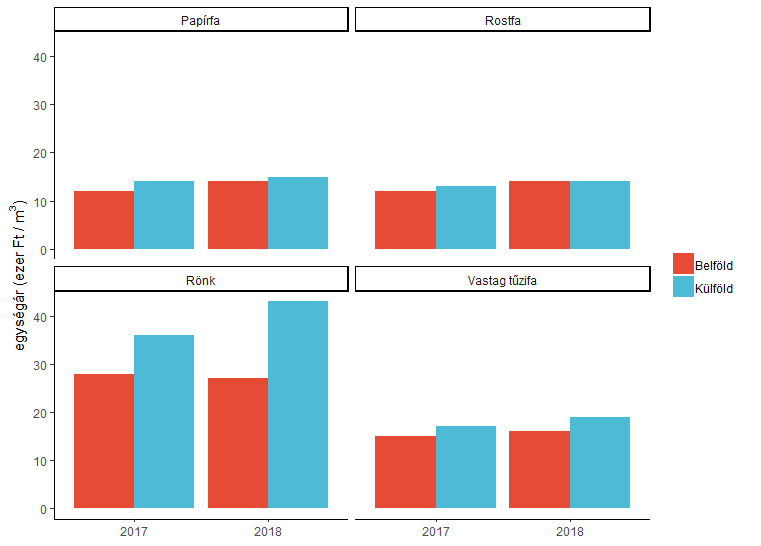 Papírfa
Rostfa
40
30
20
10
0
Rönk
Vastag tűzifa
40
30
20
10
0
2017
2018
2017
2018
egységár (ezer Ft / m³)
Belföld
Külföld